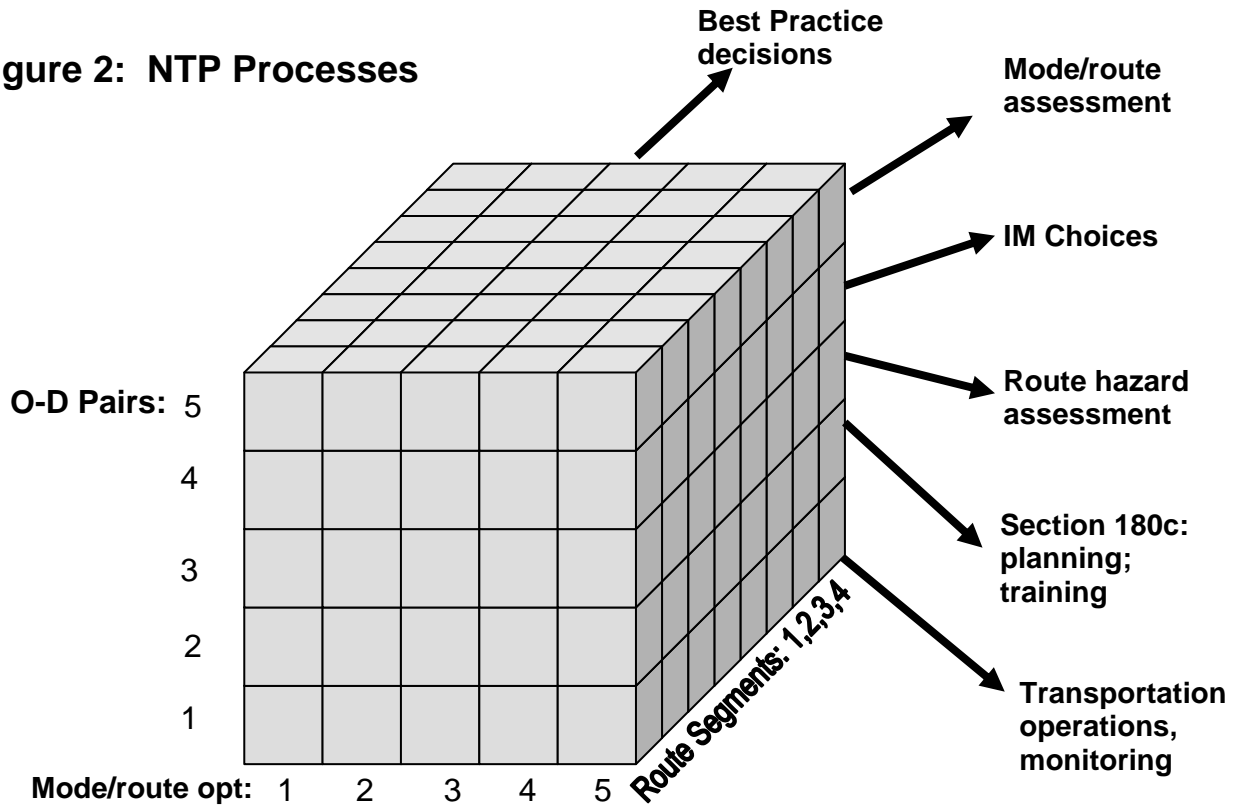 gure 2: NTP Processes
Best Practice
decisions
Mode/route
assessment
IM Choices
Route hazard
assessment
Section 180c:
planning;
training
Transportation
operations,
monitoring
O-D Pairs: 5
4
3
2
1
Mode/route opt: 1 2 3 4 5
Route Segments: 1,2,3,4